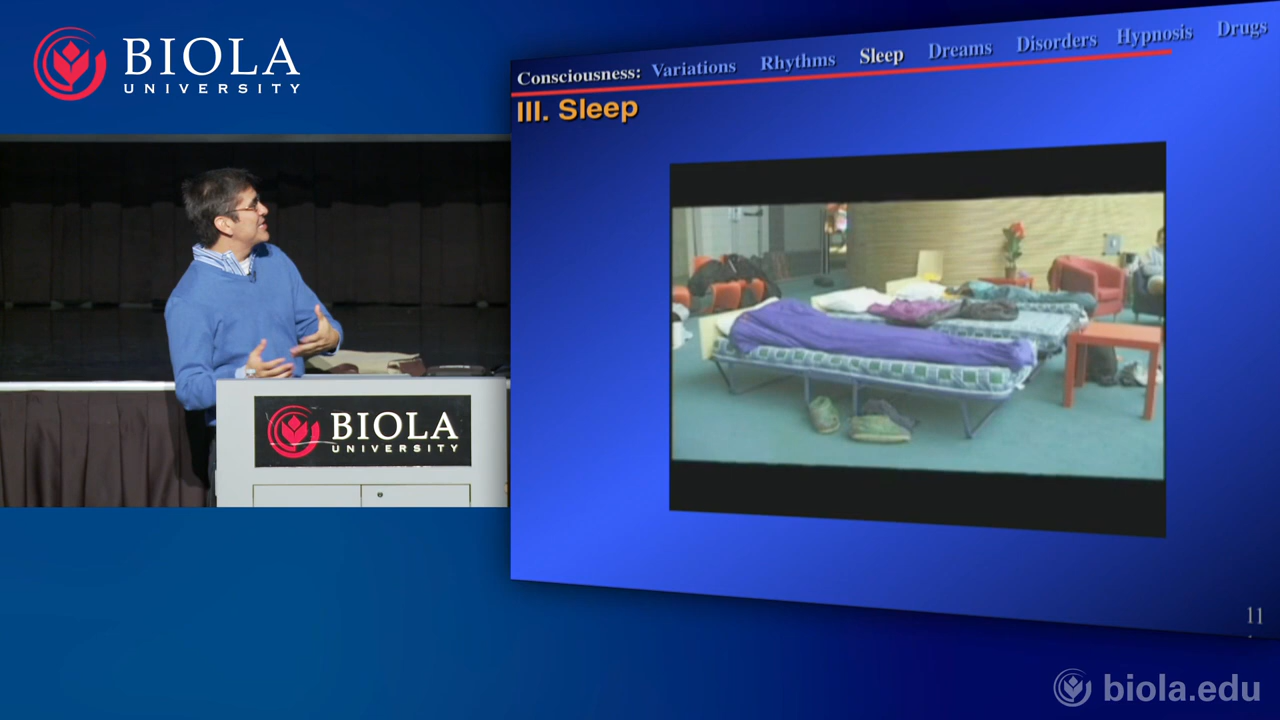 BIOLA
UNIVERSITY
Consciousness: Variations Rhythms Sleep Dreams Disorders Hypnosis Drugs
III. Sleep
BIOLA
UNIVERSITY
11
biola.edu